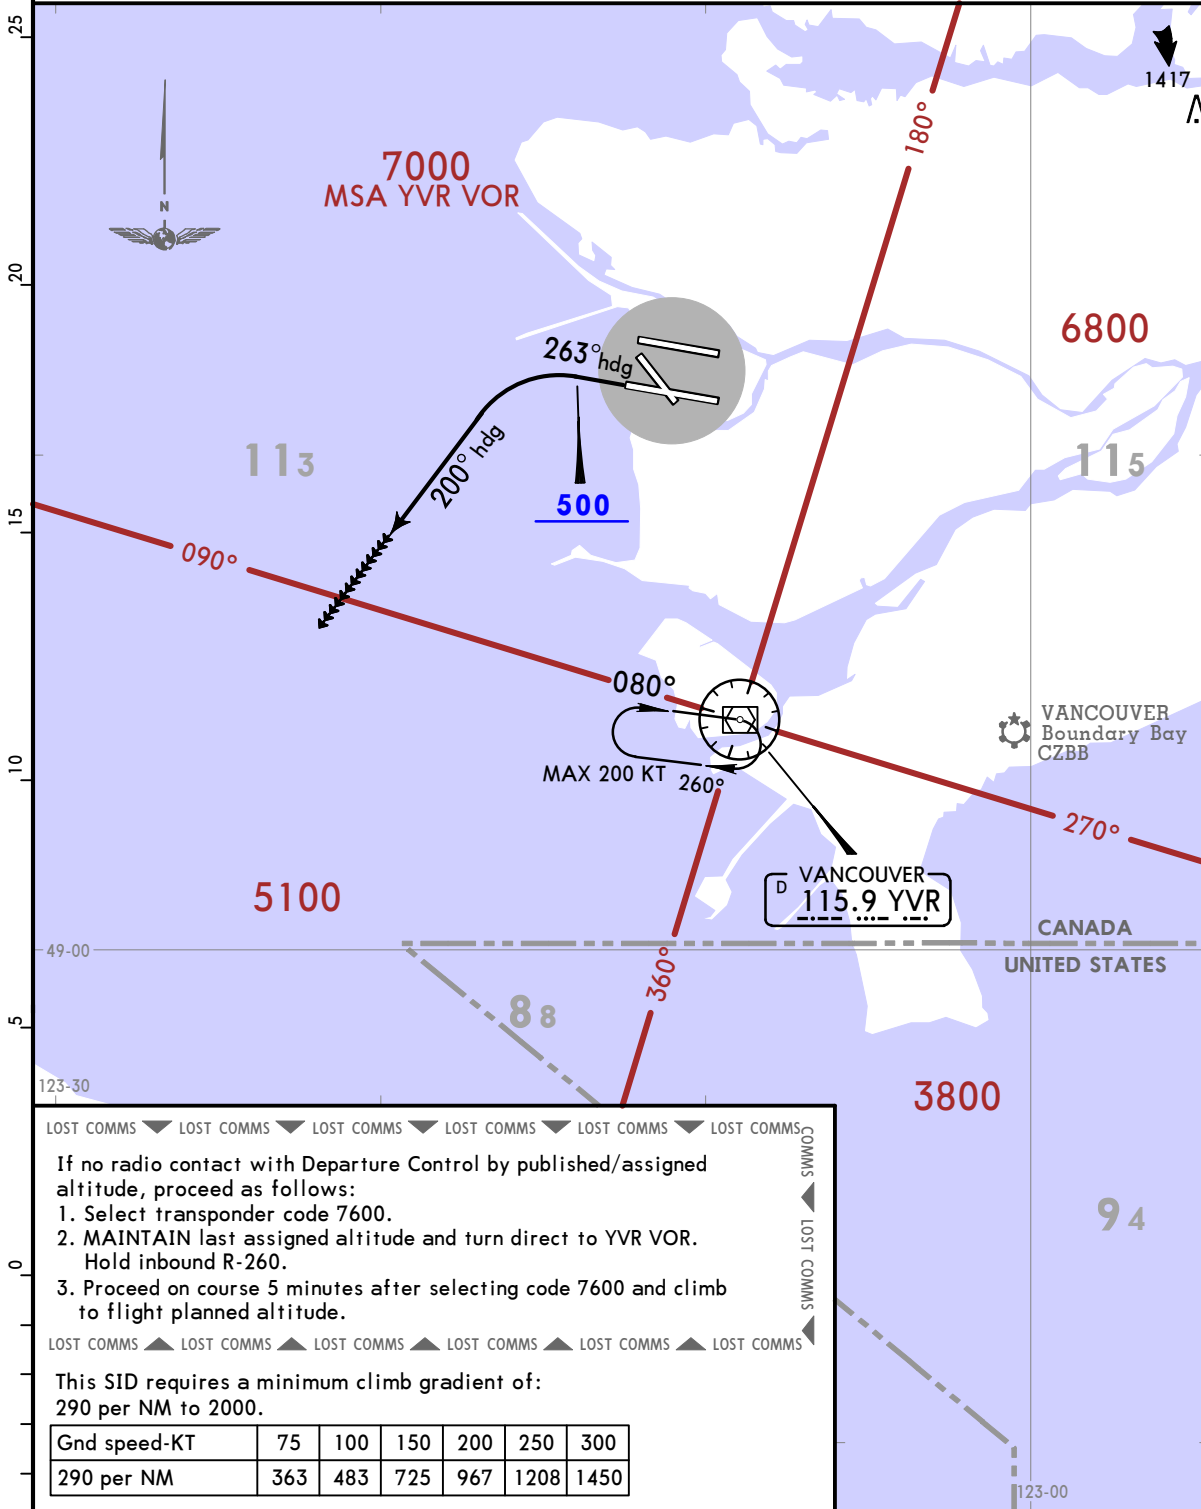 25
1417
180°
7000
MSA YVR VOR
N
20
6800
263° hdg
113
200° hdg
115
500
15
090°
080°
VANCOUVER
Boundary Bay
CZBB
10
MAX 200 KT
260°
270°
D VANCOUVER
115.9 YVR
5100
CANADA
49-00
UNITED STATES
360°
88
5
123-30
3800
LOST COMMS LOST COMMS LOST COMMS LOST COMMS LOST COMMS LOST COMMS
COMMS LOST COMMS
If no radio contact with Departure Control by published/assigned
altitude, proceed as follows:
1. Select transponder code 7600.
2. MAINTAIN last assigned altitude and turn direct to YVR VOR.
Hold inbound R-260.
3. Proceed on course 5 minutes after selecting code 7600 and climb
to flight planned altitude.
LOST COMMS LOST COMMS LOST COMMS LOST COMMS LOST COMMS LOST COMMS
94
0
This SID requires a minimum climb gradient of:
290 per NM to 2000.
Gnd speed-KT 75 100 150 200 250 300
290 per NM 363 483 725 967 1208 1450
123-00